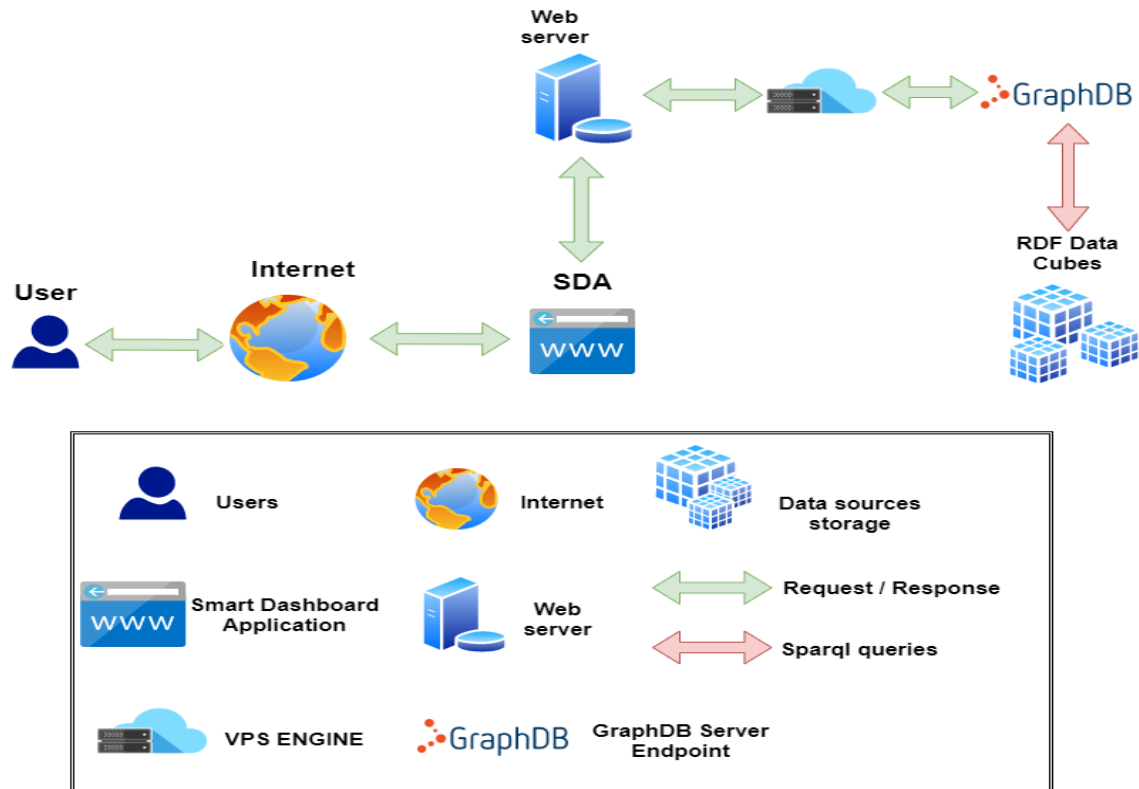 Web
server
GraphDB
RDF Data
Cubes
Internet
SDA
User
WWW
Users
Internet
Data sources
storage
Smart Dashboard
Application
WWW
Web
server
Request / Response
Sparql queries
VPS ENGINE
GraphDB
GraphDB Server
Endpoint